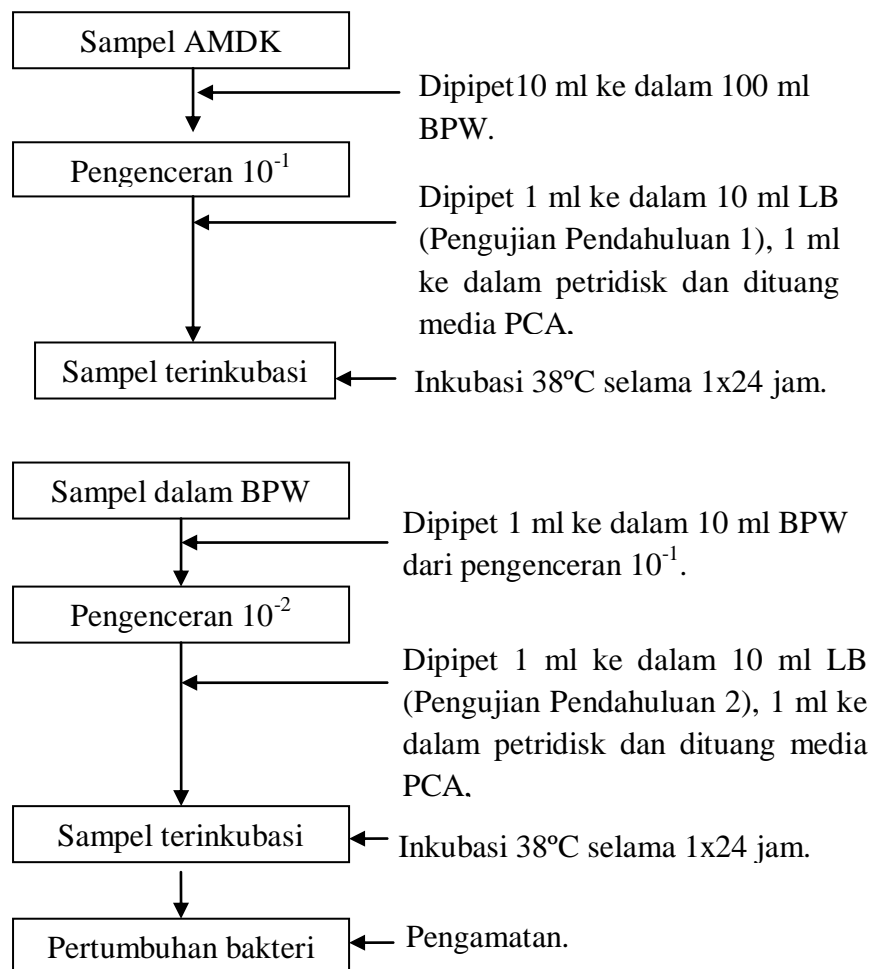 Sampel AMDK
Dipipet10 ml ke dalam 100 ml
BPW.
Pengenceran 10⁻¹
Dipipet 1 ml ke dalam 10 ml LB
(Pengujian Pendahuluan 1), 1 ml
ke dalam petridisk dan dituang
media PCA.
Sampel terinkubasi
Inkubasi 38ºC selama 1x24 jam.
Sampel dalam BPW
Dipipet 1 ml ke dalam 10 ml BPW
dari pengenceran 10⁻¹.
Pengenceran 10⁻²
Dipipet 1 ml ke dalam 10 ml LB
(Pengujian Pendahuluan 2), 1 ml ke
dalam petridisk dan dituang media
PCA.
Sampel terinkubasi
Inkubasi 38ºC selama 1x24 jam.
Pertumbuhan bakteri
Pengamatan.